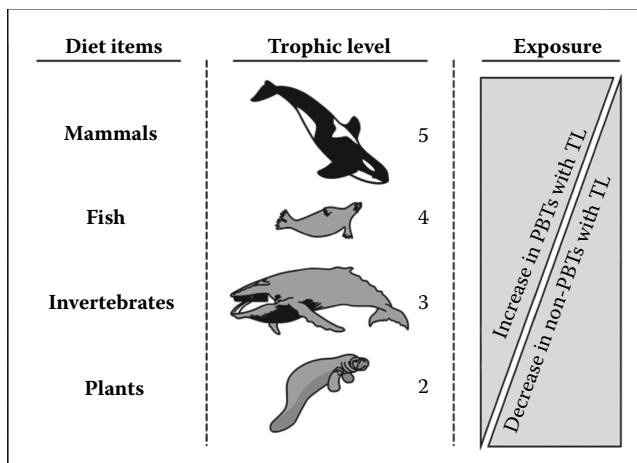 Diet items Trophic level Exposure
Mammals 5
Fish 4
Invertebrates 3
Plants 2
Increase in PBTs with TL
Decrease in non-PBTs with TL